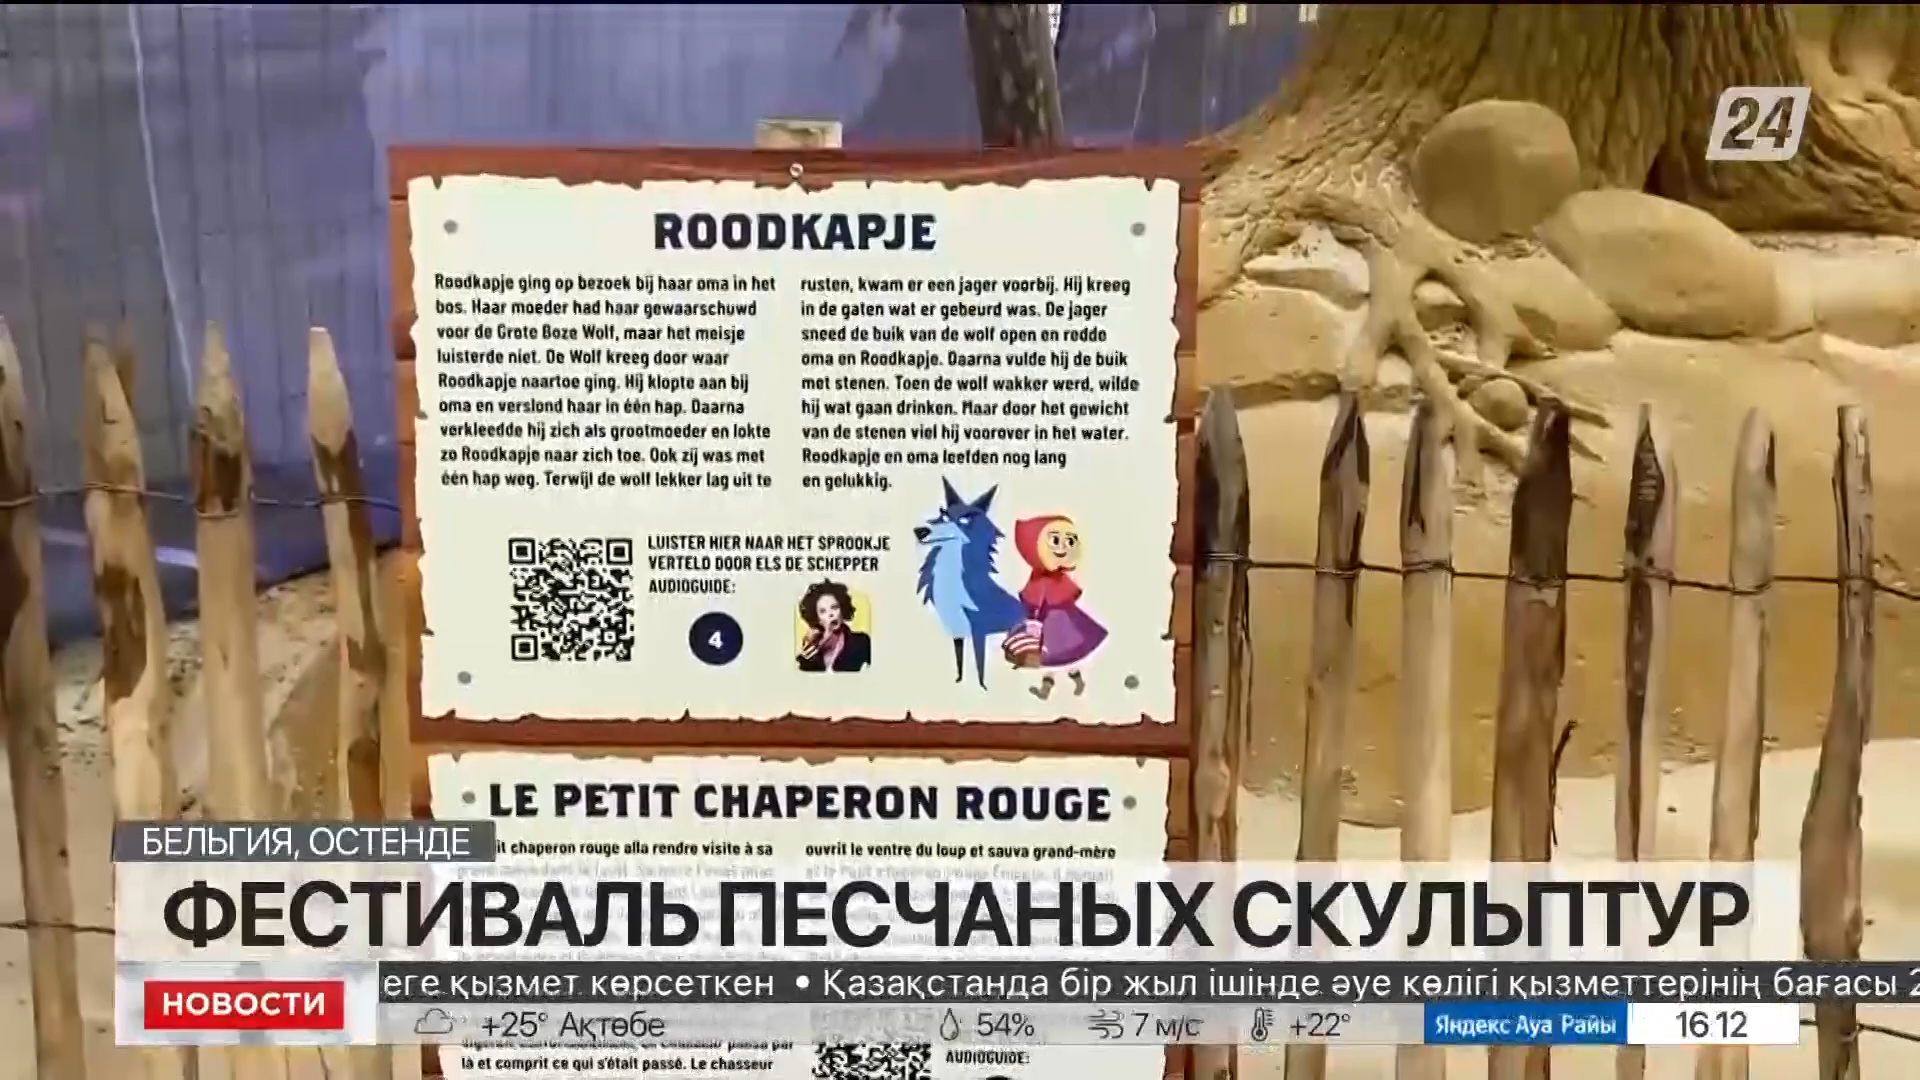 24
ROODKAPJE
Roodkapje ging op bezoek bij haar oma in het
bos. Haar moeder had haar gewaarschuwd
voor de Grote Boze Wolf, maar het meisje
luisterde niet. De Wolf kreeg door waar
Roodkapje naartoe ging. Hij klopte aan bij
oma en verslond haar in één hap. Daarna
verkleedde hij zich als grootmoeder en lokte
zo Roodkapje naar zich toe. Ook zij was met
één hap weg. Terwijl de wolf lekker lag uit te
rusten, kwam er een jager voorbij. Hij kreeg
in de gaten wat er gebeurd was. De jager
sneed de buik van de wolf open en redde
oma en Roodkapje. Daarna vulde hij de buik
met stenen. Toen de wolf wakker werd, wilde
hij wat gaan drinken. Maar door het gewicht
van de stenen viel hij voorover in het water.
Roodkapje en oma leefden nog lang
en gelukkig.
LUISTER HIER NAAR HET SPROOKJE
VERTELD DOOR ELS DE SCHEPPER
AUDIOGUIDE:
4
LE PETIT CHAPERON ROUGE
it chaperon rouge alla rendre visite à sa
ouvrit le ventre du loup et sauva grand-mère
БЕЛЬГИЯ, ОСТЕНДЕ
ФЕСТИВАЛЬ ПЕСЧАНЫХ СКУЛЬПТУР
НОВОСТИ
еге қызмет көрсеткен • Қазақстанда бір жыл ішінде әуе көлігі қызметтерінің бағасы 2
+25° Ақтөбе 54% 7 м/с +22° Яндекс Ауа Райы 16:12
là et comprit ce qui s'était passé. Le chasseur
AUDIOGUIDE: